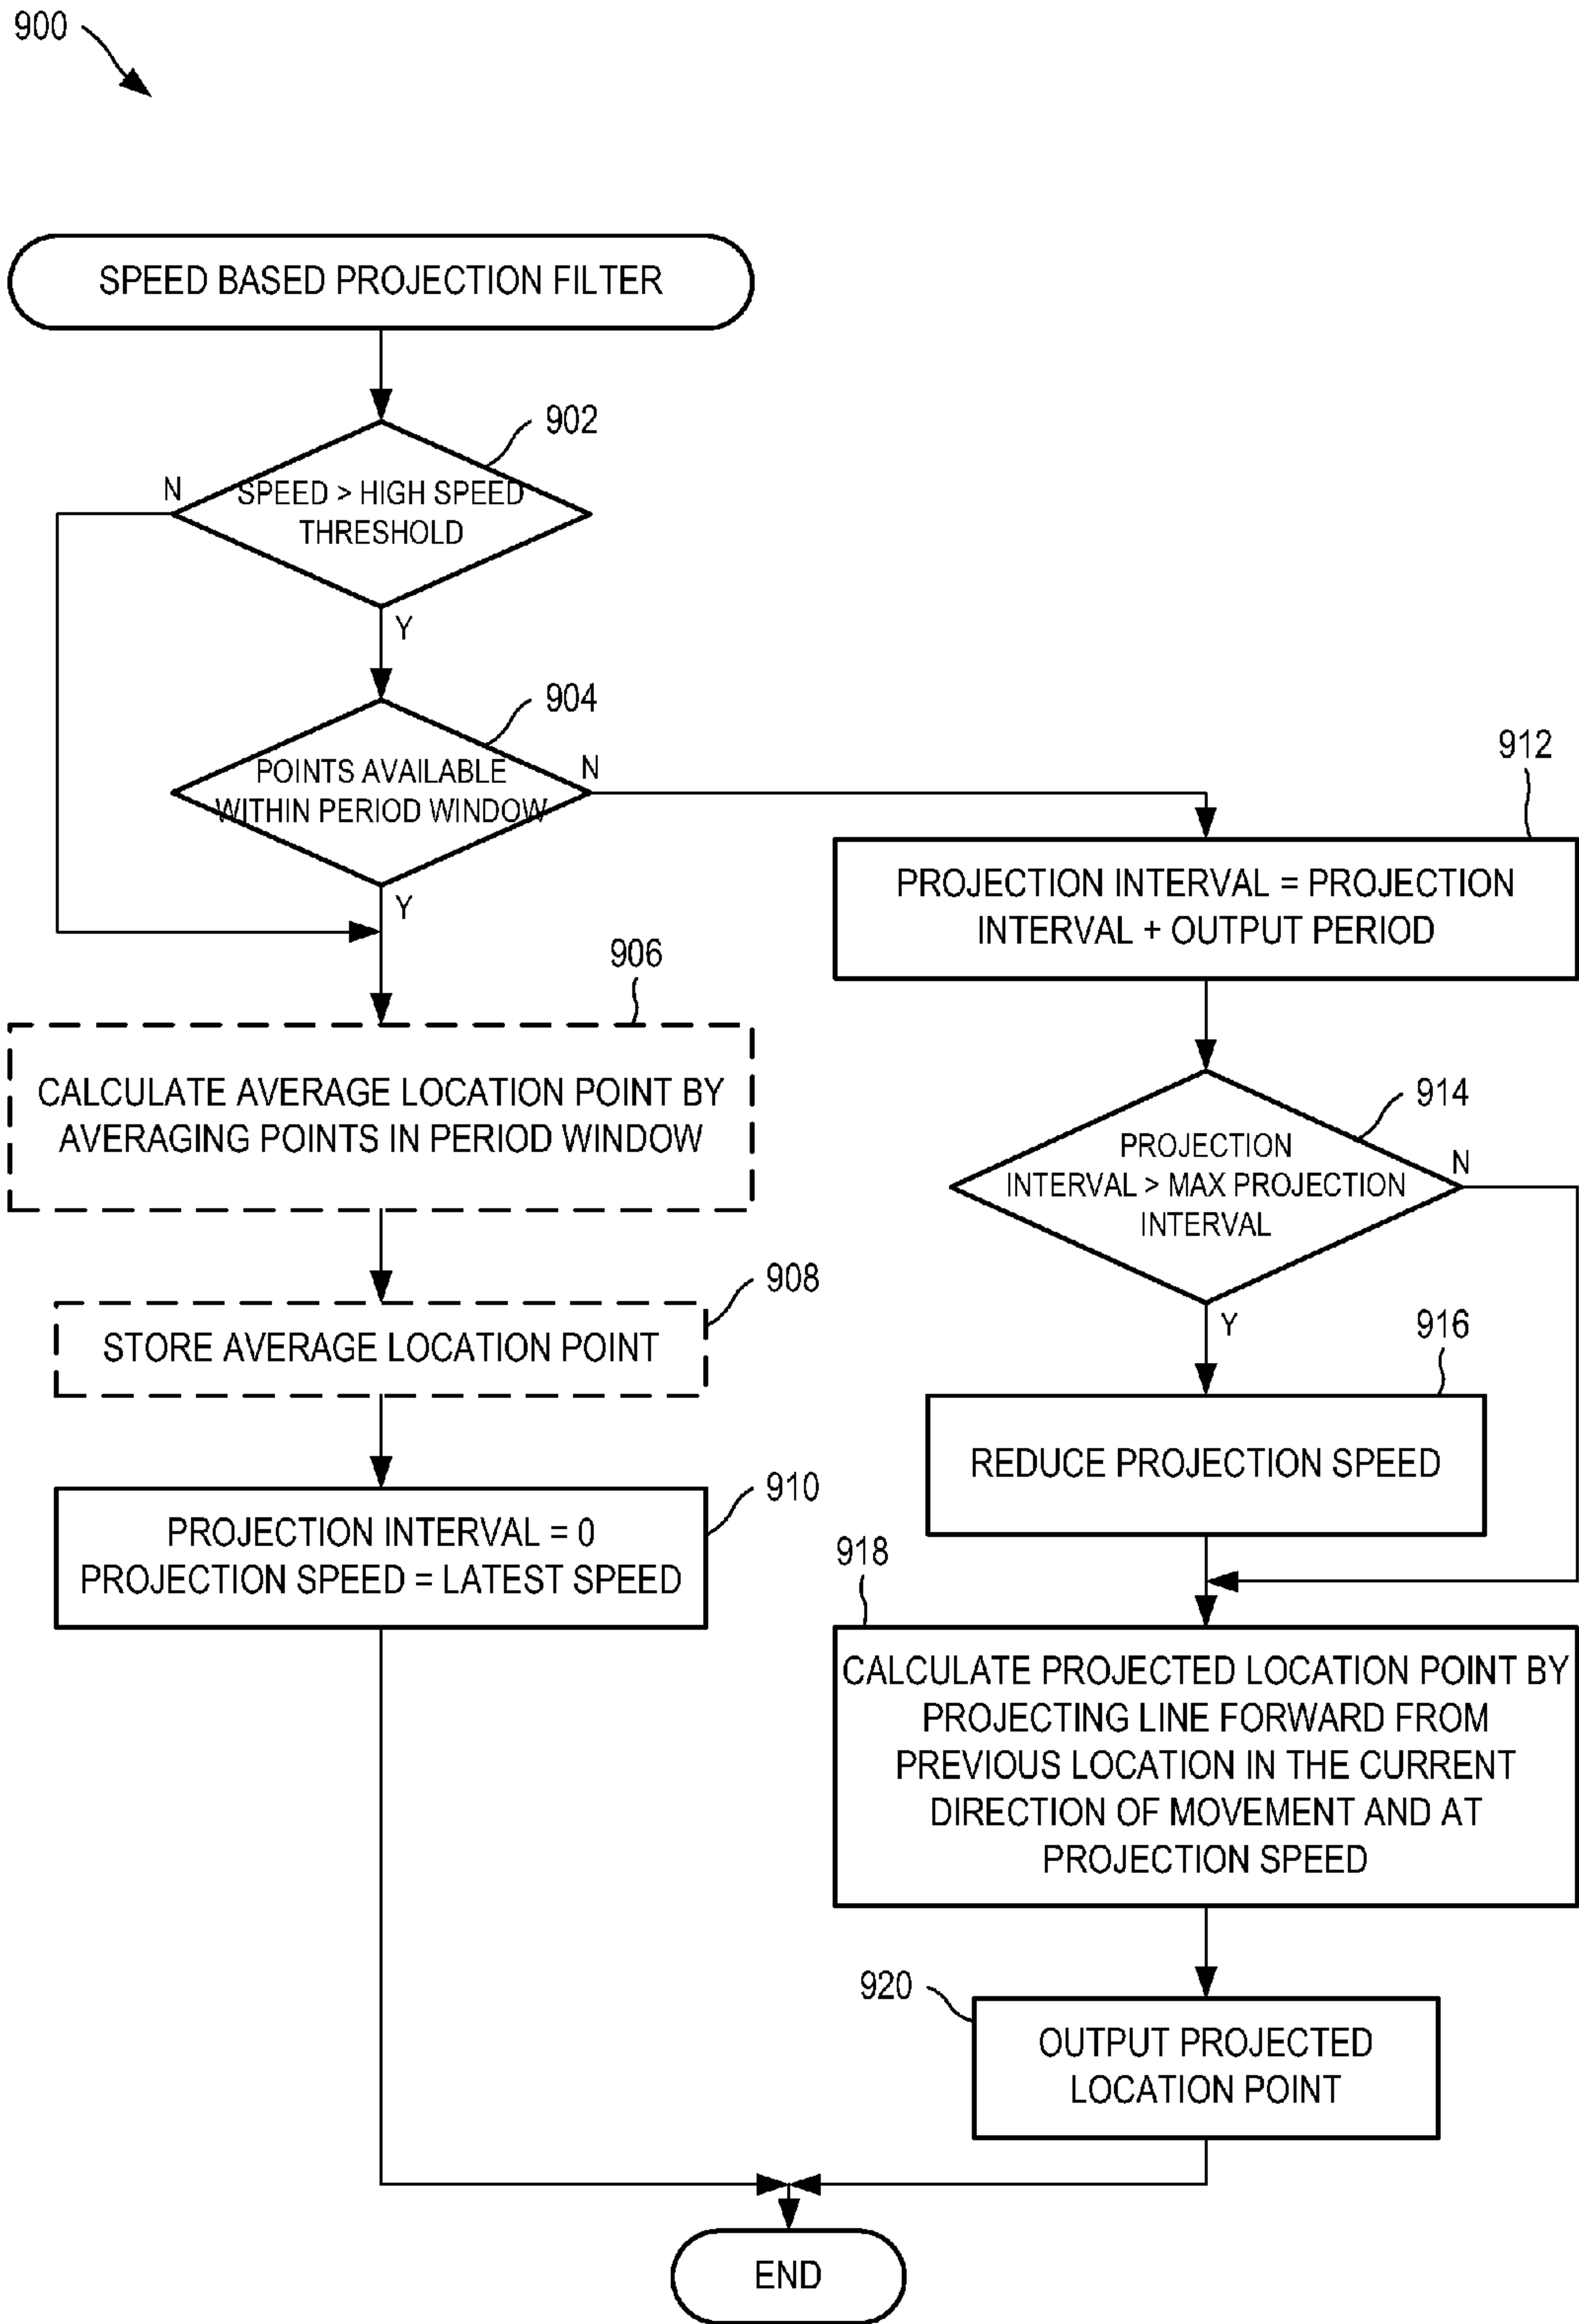 900
SPEED BASED PROJECTION FILTER
902
N
SPEED > HIGH SPEED
THRESHOLD
Y
904
POINTS AVAILABLE
WITHIN PERIOD WINDOW
N
Y
906
CALCULATE AVERAGE LOCATION POINT BY
AVERAGING POINTS IN PERIOD WINDOW
908
STORE AVERAGE LOCATION POINT
910
PROJECTION INTERVAL = 0
PROJECTION SPEED = LATEST SPEED
912
PROJECTION INTERVAL = PROJECTION
INTERVAL + OUTPUT PERIOD
914
PROJECTION
INTERVAL > MAX PROJECTION
INTERVAL
N
Y
916
REDUCE PROJECTION SPEED
918
CALCULATE PROJECTED LOCATION POINT BY
PROJECTING LINE FORWARD FROM
PREVIOUS LOCATION IN THE CURRENT
DIRECTION OF MOVEMENT AND AT
PROJECTION SPEED
920
OUTPUT PROJECTED
LOCATION POINT
END